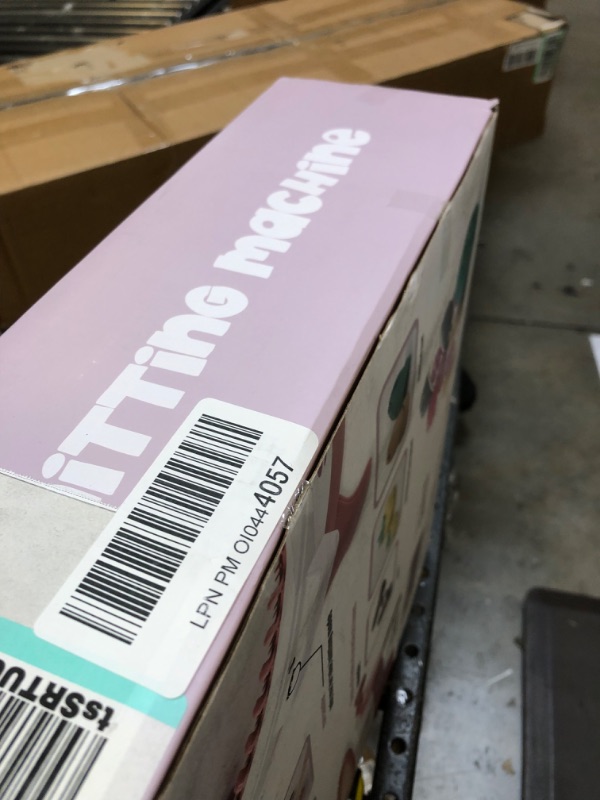 iTTinG macHine
LPN PM OI0444057
tsSRTU